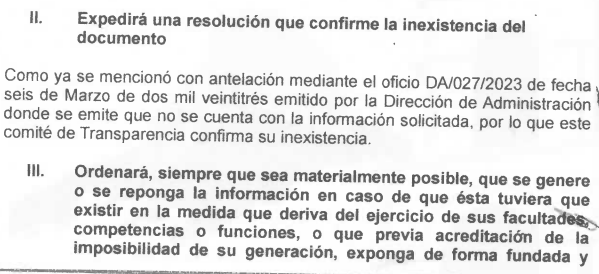 II. Expedirá una resolución que confirme la inexistencia del
documento
Como ya se mencionó con antelación mediante el oficio DA/027/2023 de fecha
seis de Marzo de dos mil veintitrés emitido por la Dirección de Administración
donde se emite que no se cuenta con la información solicitada, por lo que este
comité de Transparencia confirma su inexistencia.
III. Ordenará, siempre que sea materialmente posible, que se genere
o se reponga la información en caso de que ésta tuviera que
existir en la medida que deriva del ejercicio de sus facultades,
competencias o funciones, o que previa acreditación de la
imposibilidad de su generación, exponga de forma fundada y